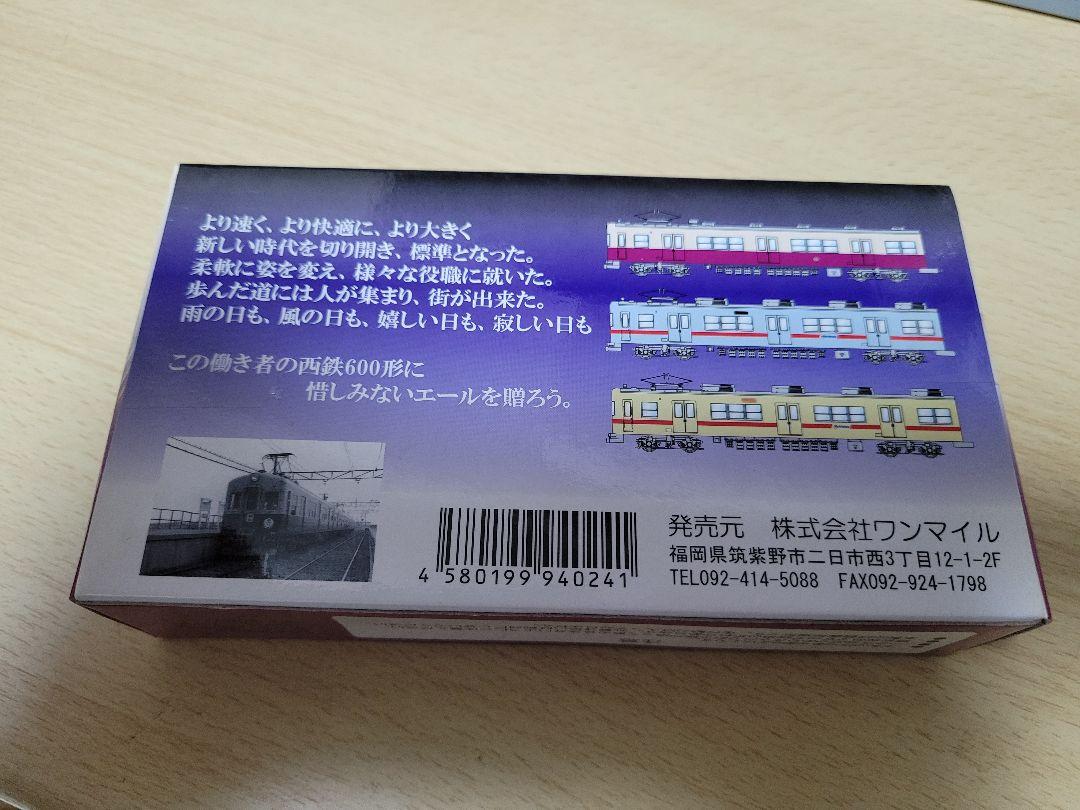 より速く、より快適に、より大きく
新しい時代を切り開き、標準となった。
柔軟に姿を変え、様々な役職に就いた。
歩んだ道には人が集まり、街が出来た。
雨の日も、風の日も、嬉しい日も、寂しい日も
この働き者の西鉄600形に
惜しみないエールを贈ろう。
4 580199 940241
発売元 株式会社ワンマイル
福岡県筑紫野市二日市西3丁目12-1-2F
TEL092-414-5088 FAX092-924-1798